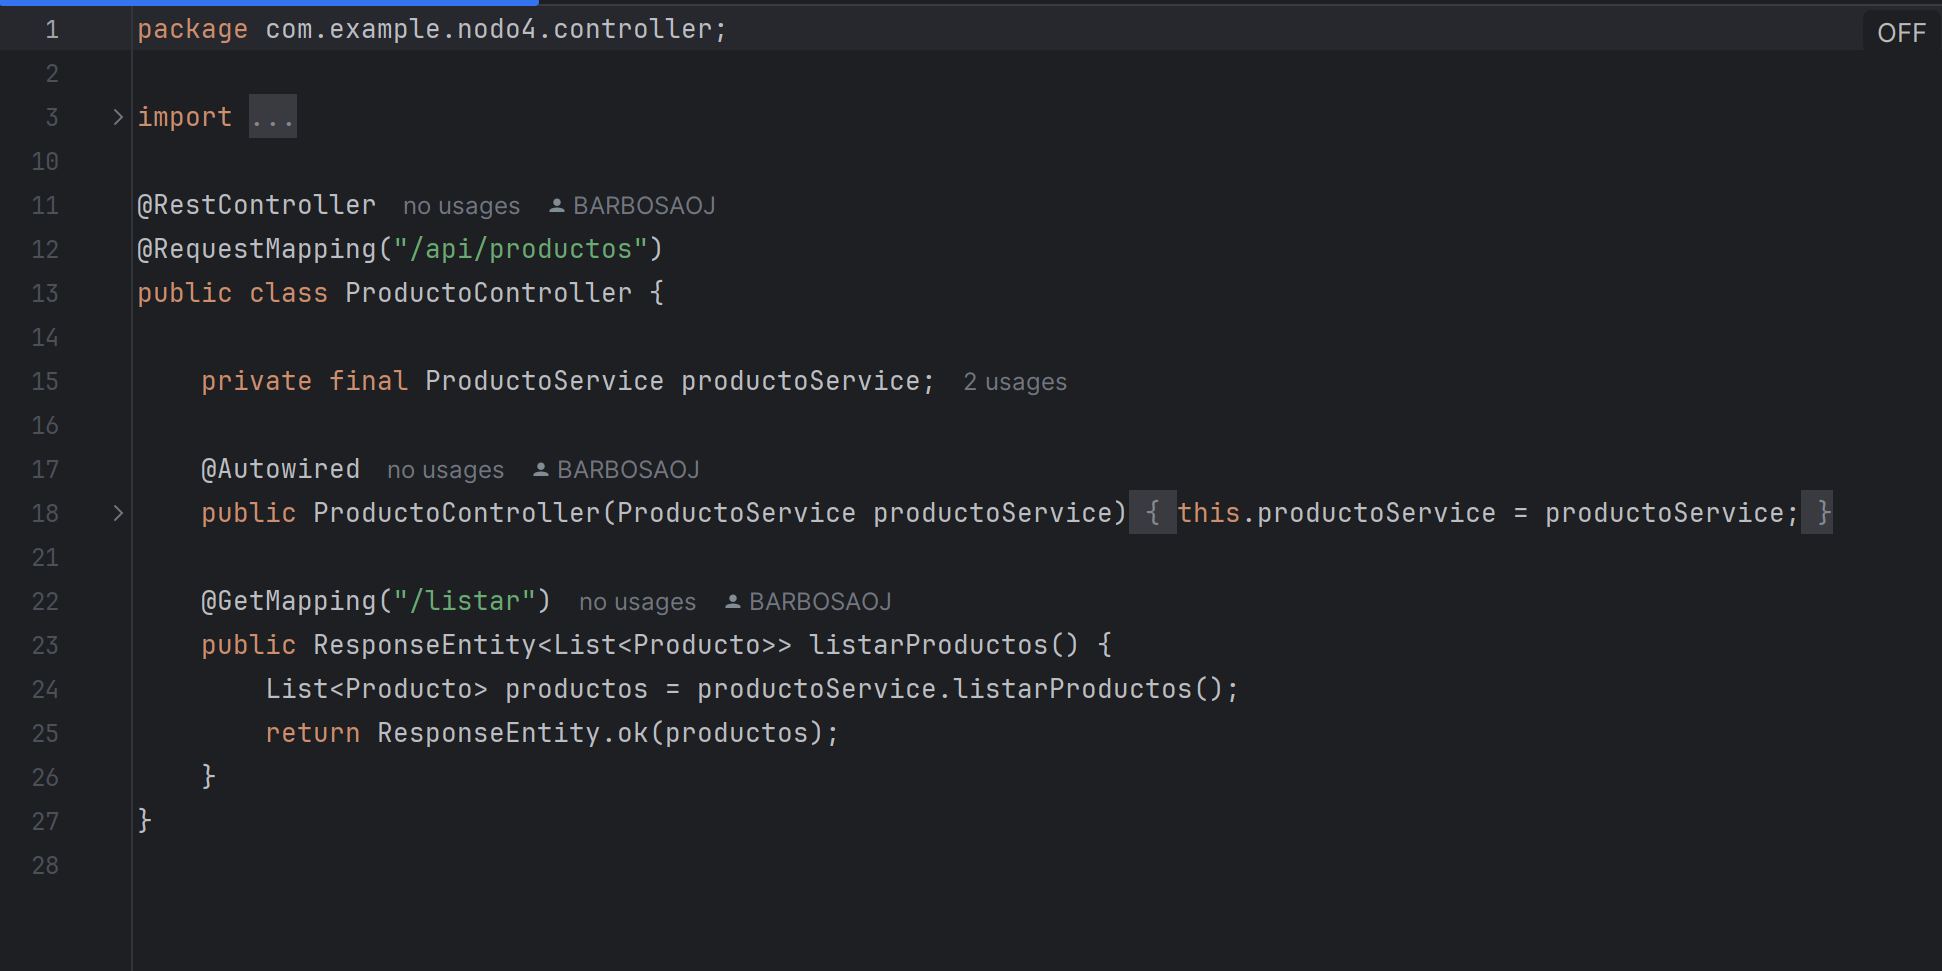 1 package com.example.nodo4.controller;
OFF
2
3 import ...
10
11 @RestController no usages BARBOSAOJ
12 @RequestMapping("/api/productos")
13 public class ProductoController {
14
15 private final ProductoService productoService; 2 usages
16
17 @Autowired no usages BARBOSAOJ
18 public ProductoController(ProductoService productoService) { this.productoService = productoService; }
21
22 @GetMapping("/listar") no usages BARBOSAOJ
23 public ResponseEntity<List<Producto>> listarProductos() {
24 List<Producto> productos = productoService.listarProductos();
25 return ResponseEntity.ok(productos);
26 }
27 }
28